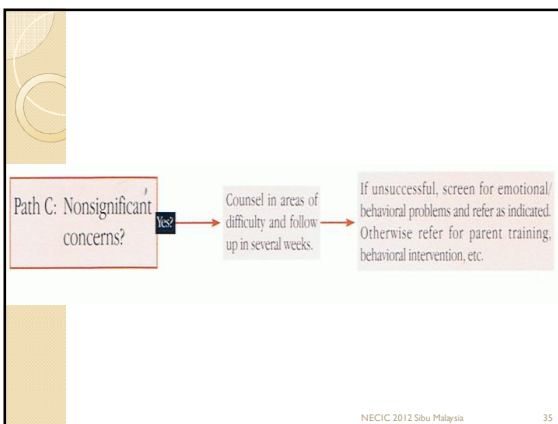 Path C: Nonsignificant
concerns?
Yes?
Counsel in areas of
difficulty and follow
up in several weeks.
If unsuccessful, screen for emotional/
behavioral problems and refer as indicated.
Otherwise refer for parent training,
behavioral intervention, etc.
NECIC 2012 Sibu Malaysia
35